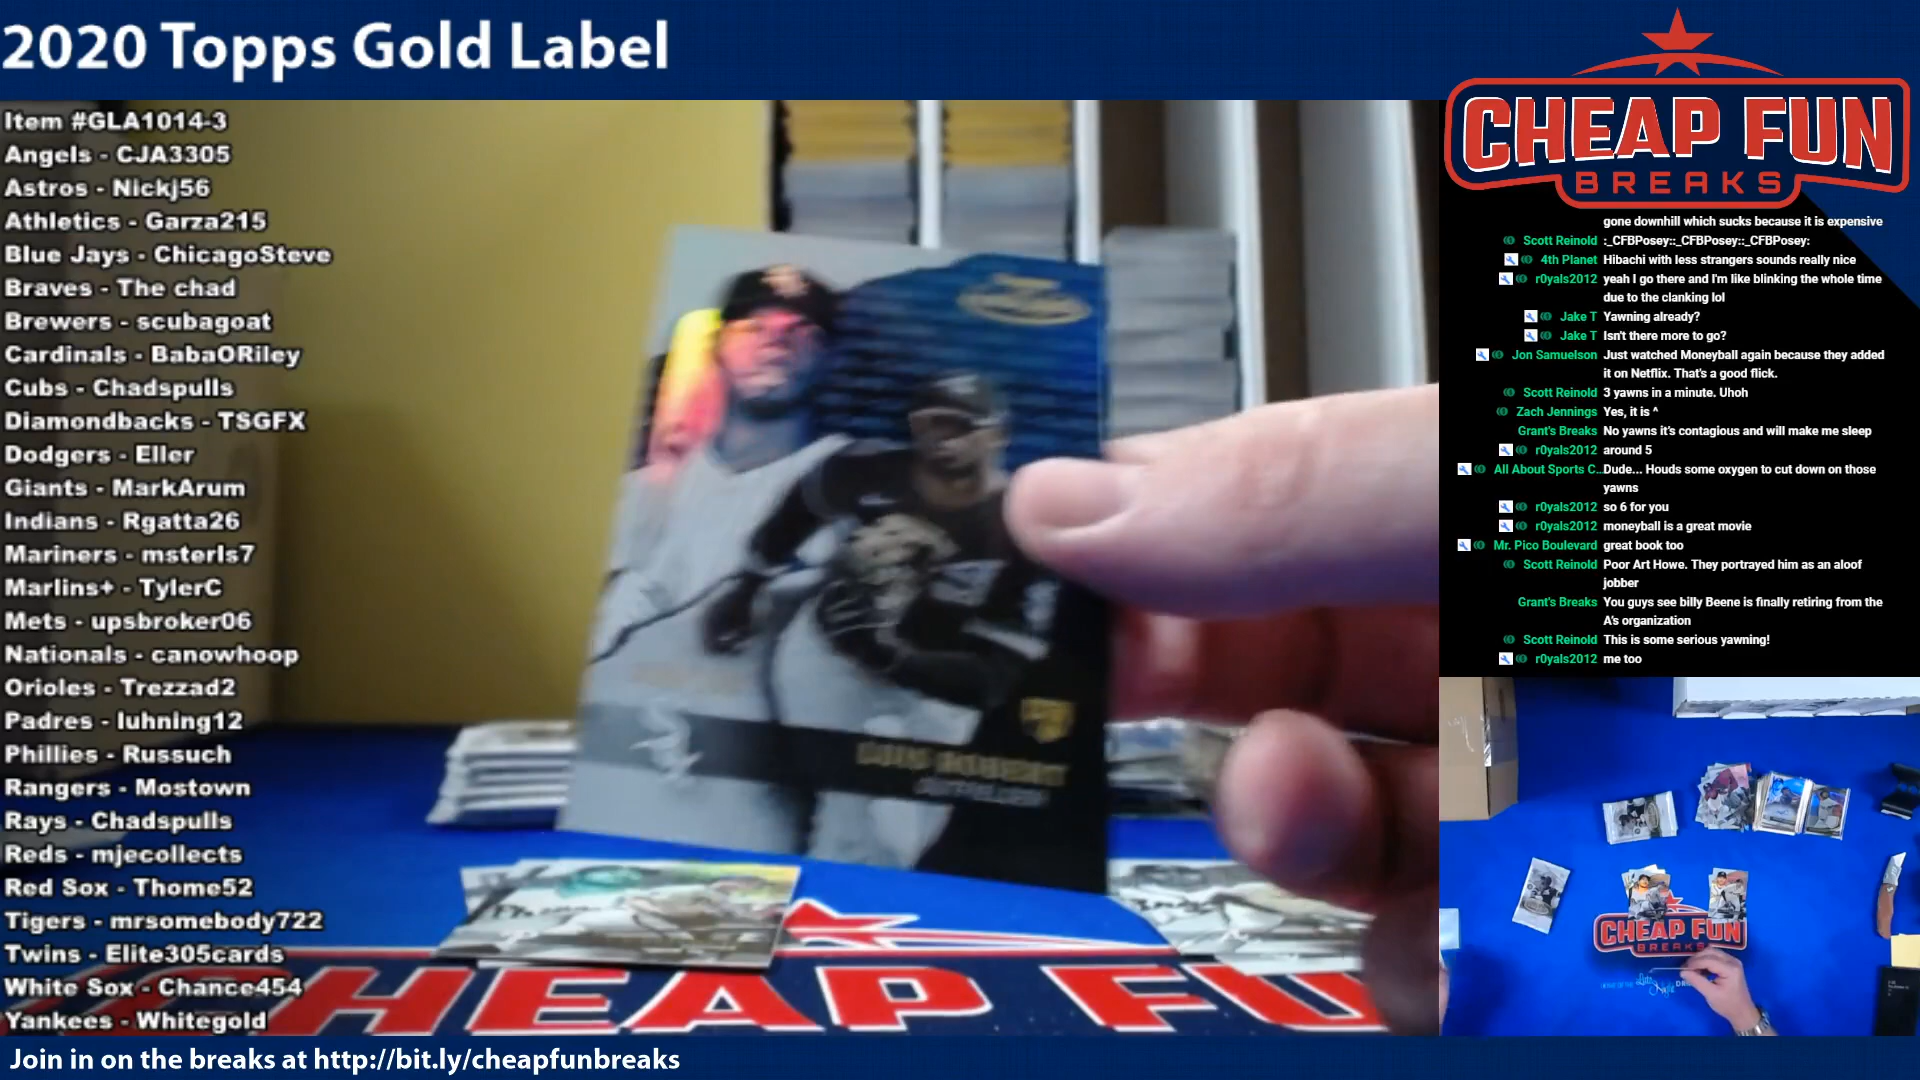 2020 Topps Gold Label
Item #GLA1014-3
Angels - CJA3305
Astros - Nickj56
Athletics - Garza215
Blue Jays - ChicagoSteve
Braves - The chad
Brewers - scubagoat
Cardinals - BabaORiley
Cubs - Chadspulls
Diamondbacks - TSGFX
Dodgers - Eller
Giants - MarkArum
Indians - Rgatta26
Mariners - msterls7
Marlins+ - TylerC
Mets - upsbroker06
Nationals - canowhoop
Orioles - Trezzad2
Padres - luhning12
Phillies - Russuch
Rangers - Mostown
Rays - Chadspulls
Reds - mjecollects
Red Sox - Thome52
Tigers - mrsomebody722
Twins - Elite305cards
White Sox - Chance454
Yankees - Whitegold
LUIS ROBERT
HEAP FU
Join in on the breaks at http://bit.ly/cheapfunbreaks
CHEAP FUN
BREAKS
gone downhill which sucks because it is expensive
Scott Reinold :_CFBPosey::_CFBPosey::_CFBPosey:
4th Planet Hibachi with less strangers sounds really nice
r0yals2012 yeah I go there and I'm like blinking the whole time
due to the clanking lol
Jake T Yawning already?
Jake T Isn't there more to go?
Jon Samuelson Just watched Moneyball again because they added
it on Netflix. That's a good flick.
Scott Reinold 3 yawns in a minute. Uhoh
Zach Jennings Yes, it is ^
Grant's Breaks No yawns it's contagious and will make me sleep
r0yals2012 around 5
All About Sports C... Dude... Houds some oxygen to cut down on those
yawns
r0yals2012 so 6 for you
r0yals2012 moneyball is a great movie
Mr. Pico Boulevard great book too
Scott Reinold Poor Art Howe. They portrayed him as an aloof
jobber
Grant's Breaks You guys see billy Beene is finally retiring from the
A's organization
Scott Reinold This is some serious yawning!
r0yals2012 me too
CHEAP FUN
BREAKS